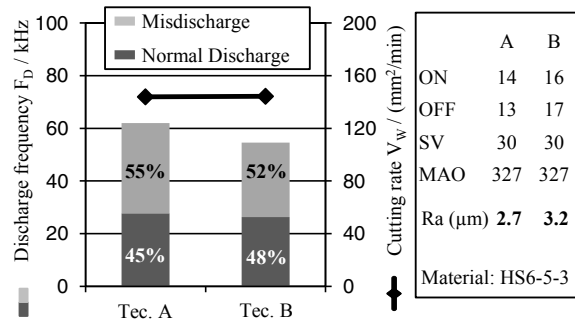 Discharge frequency F_D / kHz
100
80
60
40
20
0
Misdischarge
Normal Discharge
55%
45%
52%
48%
Tec. A
Tec. B
200
160
120
80
40
0
Cutting rate V_W / (mm²/min)
A B
ON 14 16
OFF 13 17
SV 30 30
MAO 327 327
Ra (µm) 2.7 3.2
Material: HS6-5-3